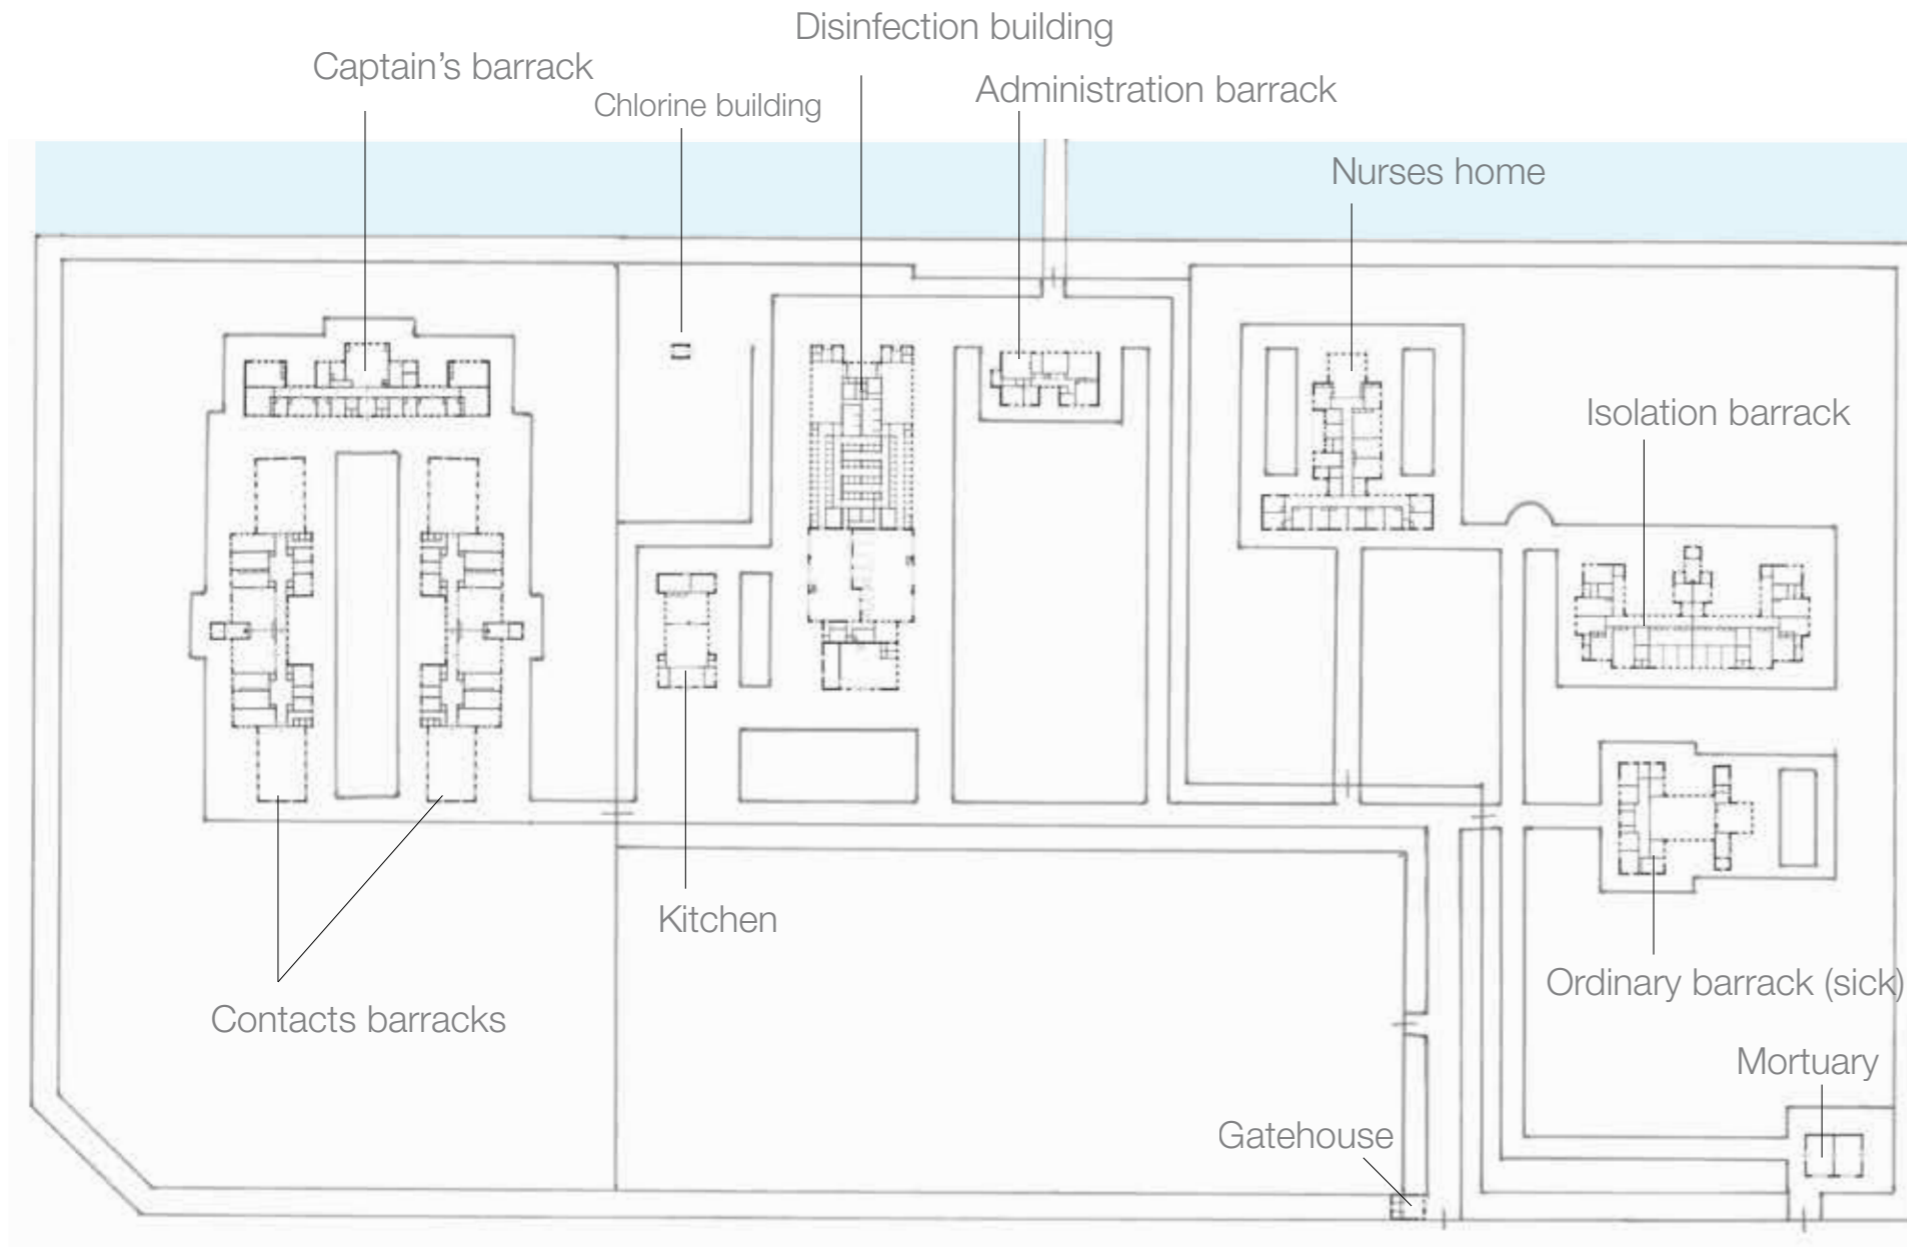 Disinfection building
Captain's barrack
Administration barrack
Chlorine building
Nurses home
Isolation barrack
Kitchen
Ordinary barrack (sick)
Contacts barracks
Mortuary
Gatehouse